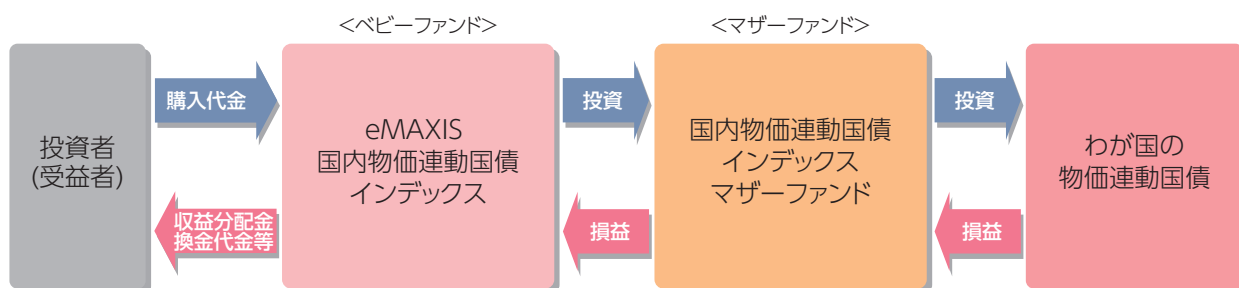 <ベビーファンド>
<マザーファンド>
投資者
(受益者)
購入代金
収益分配金
換金代金等
eMAXIS
国内物価連動国債
インデックス
投資
損益
国内物価連動国債
インデックス
マザーファンド
投資
損益
わが国の
物価連動国債